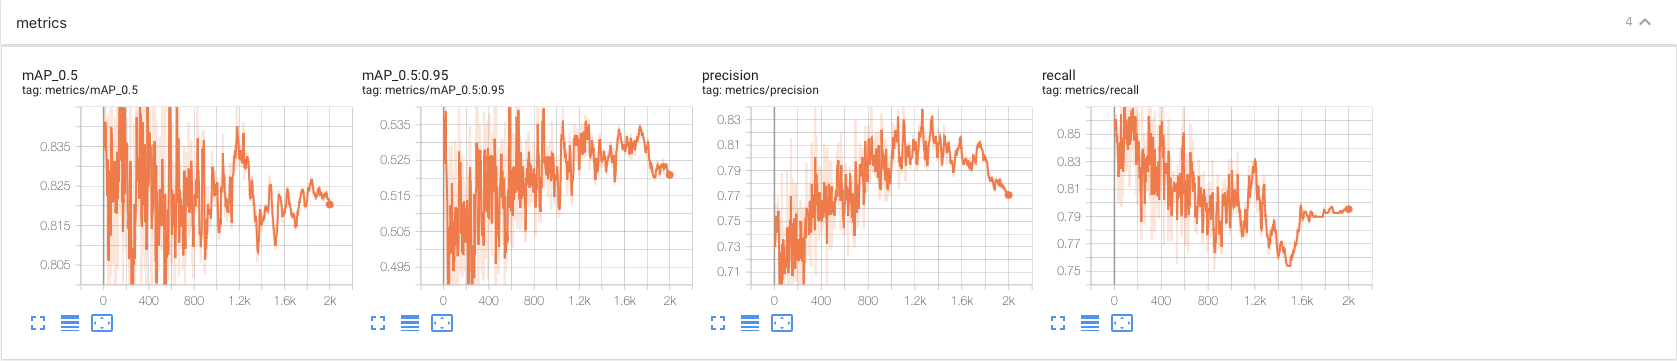 metrics
4
mAP_0.5
tag: metrics/mAP_0.5
0.835
0.825
0.815
0.805
0 400 800 1.2k 1.6k 2k
mAP_0.5:0.95
tag: metrics/mAP_0.5:0.95
0.535
0.525
0.515
0.505
0.495
0 400 800 1.2k 1.6k 2k
precision
tag: metrics/precision
0.83
0.81
0.79
0.77
0.75
0.73
0.71
0 400 800 1.2k 1.6k 2k
recall
tag: metrics/recall
0.85
0.83
0.81
0.79
0.77
0.75
0 400 800 1.2k 1.6k 2k